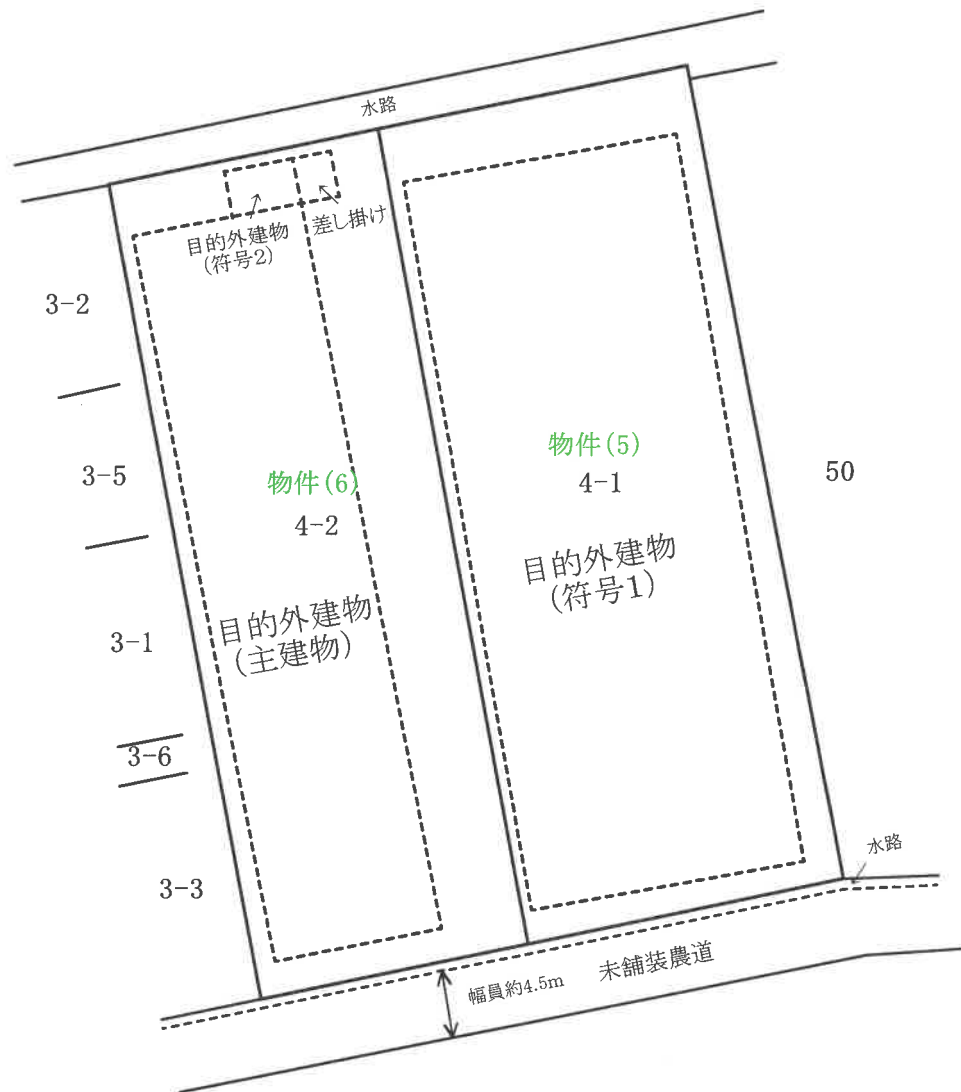 水路
差し掛け
目的外建物
(符号2)
3-2
3-5
物件(6)
4-2
物件(5)
4-1
50
目的外建物
(符号1)
目的外建物
(主建物)
3-1
3-6
3-3
水路
未舗装農道
幅員約4.5m